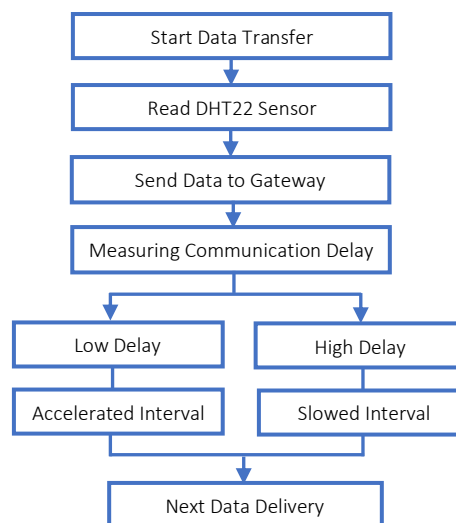 Start Data Transfer
Read DHT22 Sensor
Send Data to Gateway
Measuring Communication Delay
Low Delay
High Delay
Accelerated Interval
Slowed Interval
Next Data Delivery